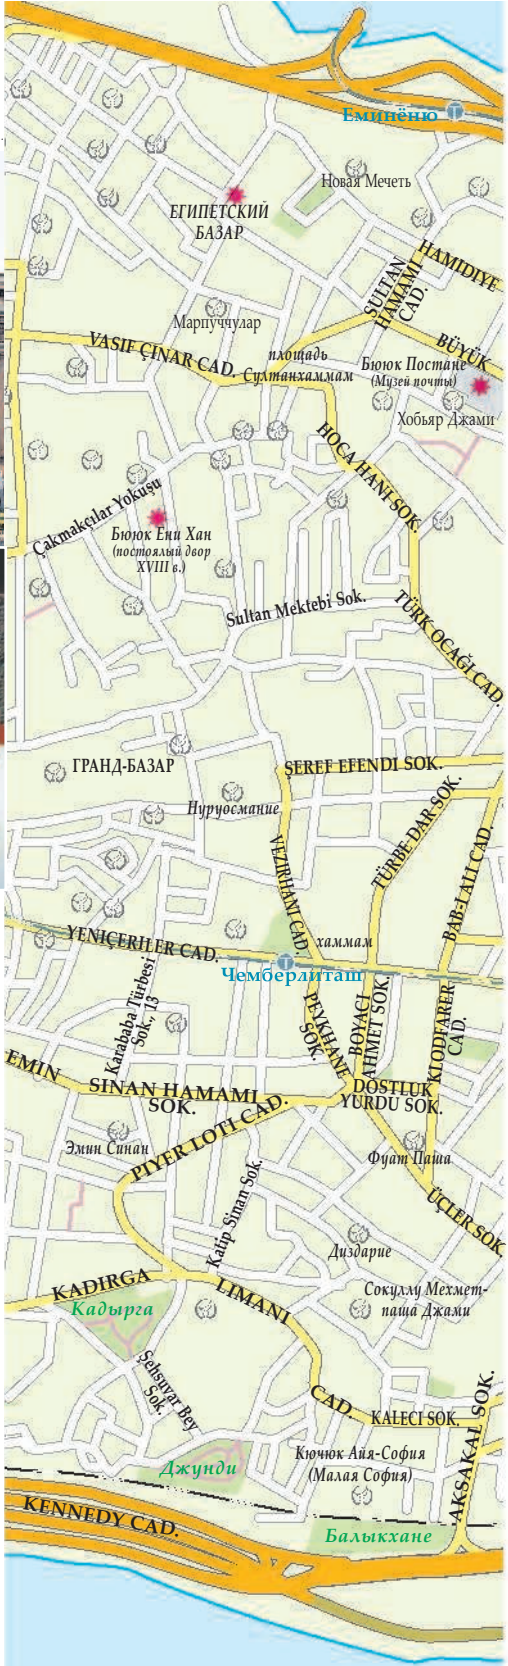 Еминёню
Новая Мечеть
ЕГИПЕТСКИЙ
БАЗАР
HAMIDIYE
SULTAN
HAMAMI
CAD.
Марпуччулар
VASIF ÇINAR CAD.
площадь
Султанхаммам
BÜYÜK
Бююк Постане
(Музей почты)
Хобьяр Джами
HOCA HANI SOK.
Çakmakçılar Yokuşu
Бююк Ени Хан
(постоялый двор
XVIII в.)
Sultan Mektebi Sok.
TÜRK OCAĞI CAD.
ГРАНД-БАЗАР
ŞEREF EFENDI SOK.
Нуруосмание
TÜRBE DAR SOK.
VEZIRHANI CAD.
BAB-I ALI CAD.
YENIÇERILER CAD.
хаммам
Чемберлиташ
Karababa Türbesi
Sok., 13
PEYKHANE
SOK.
BOYACI
AHMET SOK.
KLODFARER
CAD.
EMIN
SINAN HAMAMI
SOK.
DOSTLUK
YURDU SOK.
PIYER LOTI CAD.
Эмин Синан
Фуат Паша
Katip Sinan Sok.
ÜÇLER SOK.
Диздарие
KADIRGA
LIMANI
CAD.
Кадырга
Сокуллу Мехмет-
паша Джами
Şehsuvar Bey
Sok.
KALECI SOK.
AKSAKAL SOK.
Джунди
Кючюк Айя-София
(Малая София)
KENNEDY CAD.
Балыкхане